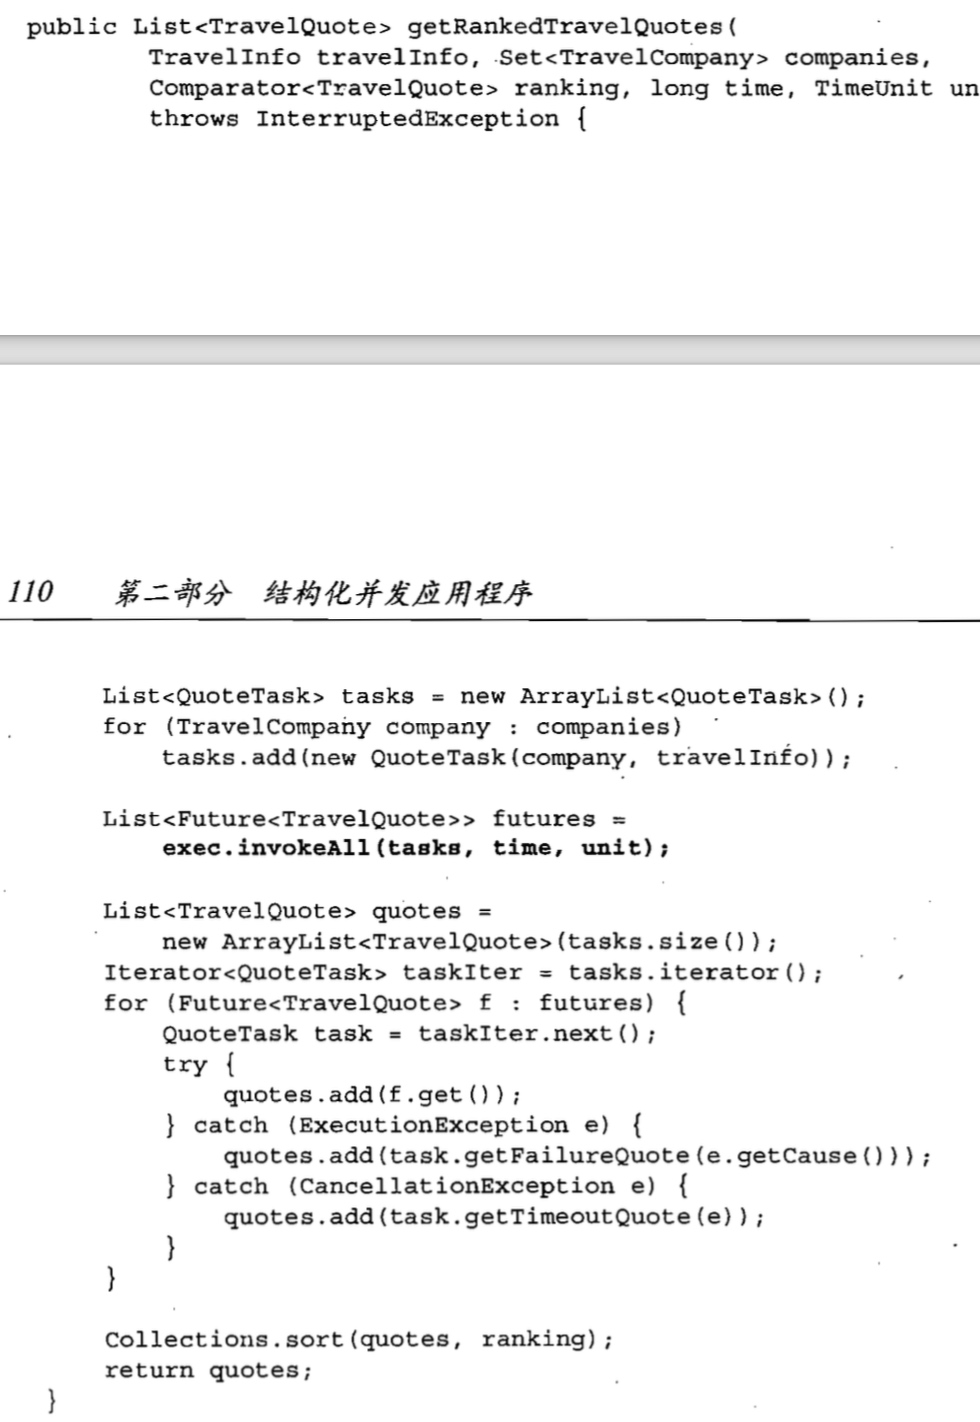 public List<TravelQuote> getRankedTravelQuotes(
        TravelInfo travelInfo, Set<TravelCompany> companies,
        Comparator<TravelQuote> ranking, long time, TimeUnit un
        throws InterruptedException {
110 第二部分 结构化并发应用程序
    List<QuoteTask> tasks = new ArrayList<QuoteTask>();
    for (TravelCompany company : companies)
        tasks.add(new QuoteTask(company, travelInfo));
    List<Future<TravelQuote>> futures =
        exec.invokeAll(tasks, time, unit);
    List<TravelQuote> quotes =
        new ArrayList<TravelQuote>(tasks.size());
    Iterator<QuoteTask> taskIter = tasks.iterator();
    for (Future<TravelQuote> f : futures) {
        QuoteTask task = taskIter.next();
        try {
            quotes.add(f.get());
        } catch (ExecutionException e) {
            quotes.add(task.getFailureQuote(e.getCause()));
        } catch (CancellationException e) {
            quotes.add(task.getTimeoutQuote(e));
        }
    }
    Collections.sort(quotes, ranking);
    return quotes;
}